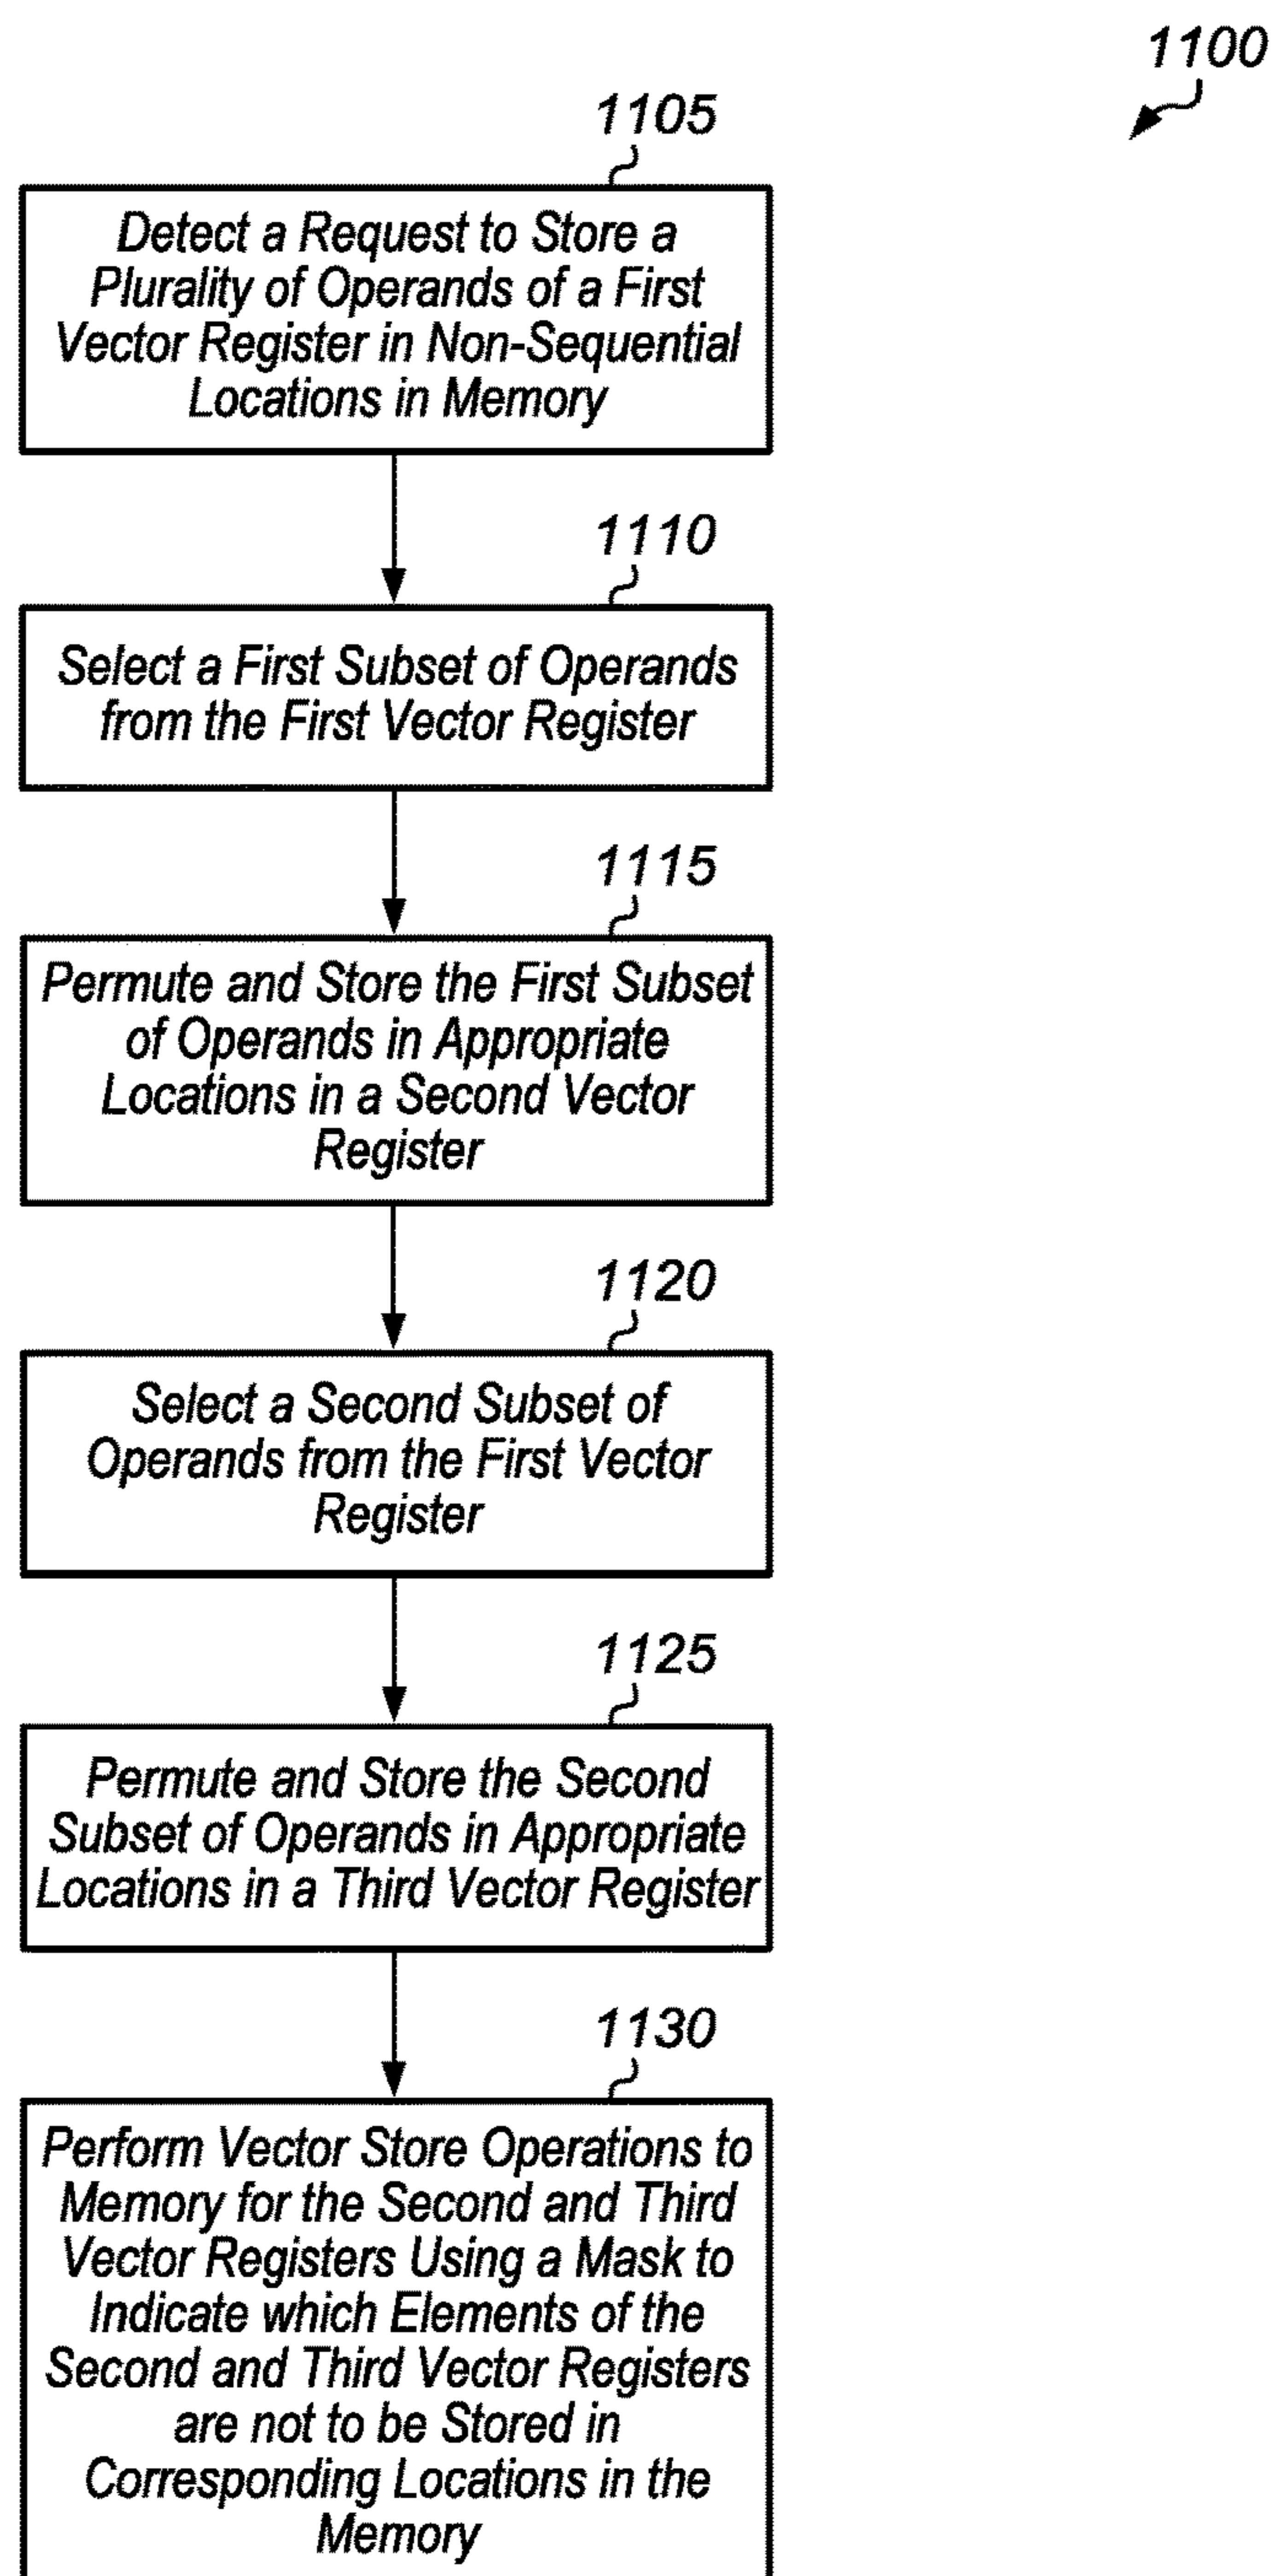 1100
1105
Detect a Request to Store a
Plurality of Operands of a First
Vector Register in Non-Sequential
Locations in Memory
1110
Select a First Subset of Operands
from the First Vector Register
1115
Permute and Store the First Subset
of Operands in Appropriate
Locations in a Second Vector
Register
1120
Select a Second Subset of
Operands from the First Vector
Register
1125
Permute and Store the Second
Subset of Operands in Appropriate
Locations in a Third Vector Register
1130
Perform Vector Store Operations to
Memory for the Second and Third
Vector Registers Using a Mask to
Indicate which Elements of the
Second and Third Vector Registers
are not to be Stored in
Corresponding Locations in the
Memory